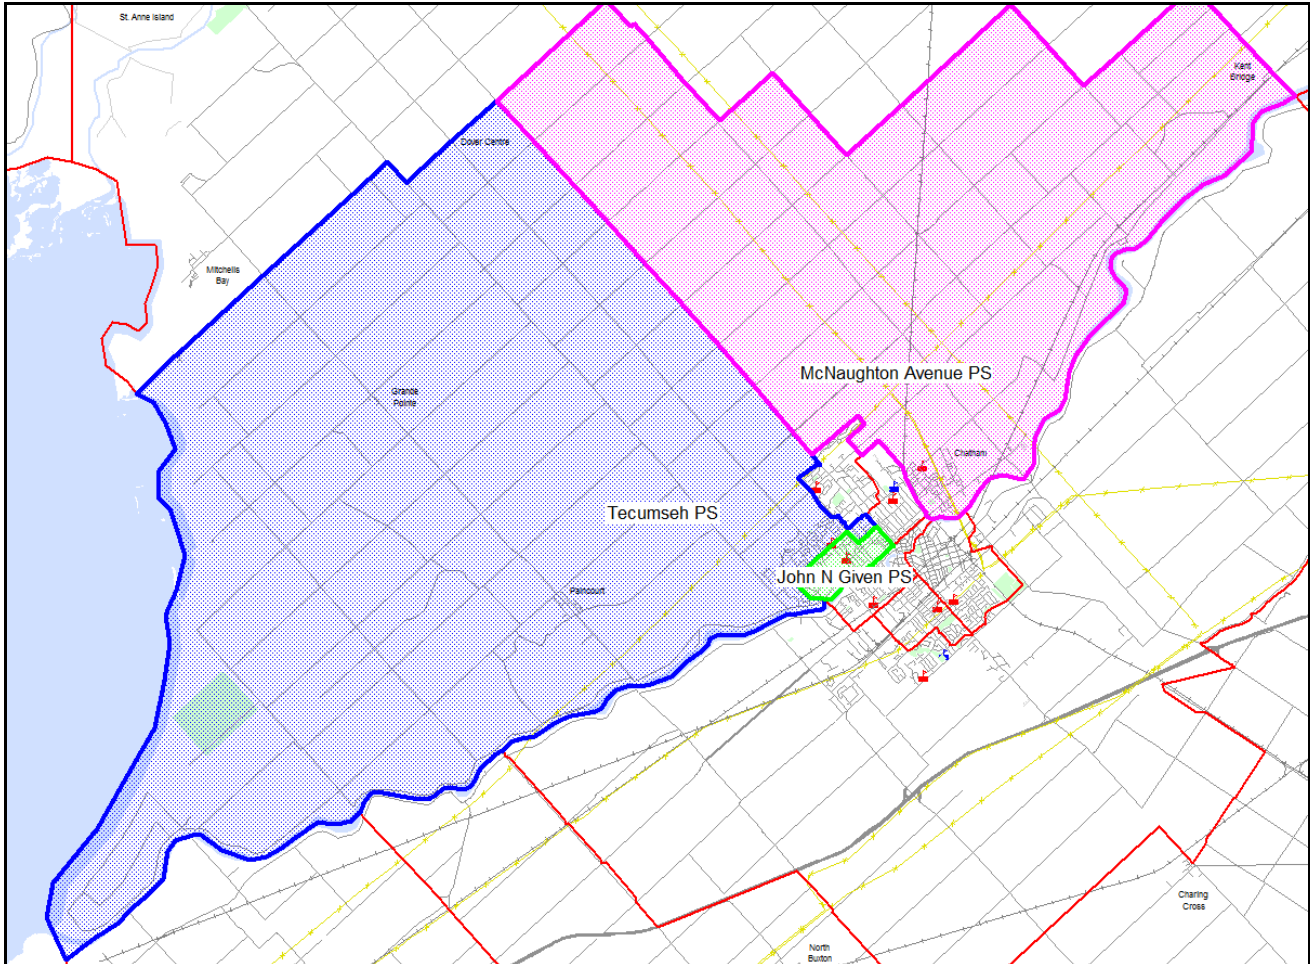 St. Anne Island
Kent
Bridge
Dover Centre
Mitchells
Bay
McNaughton Avenue PS
Grande
Pointe
Chatham
Tecumseh PS
John N Given PS
Paincourt
Charing
Cross
North
Buxton